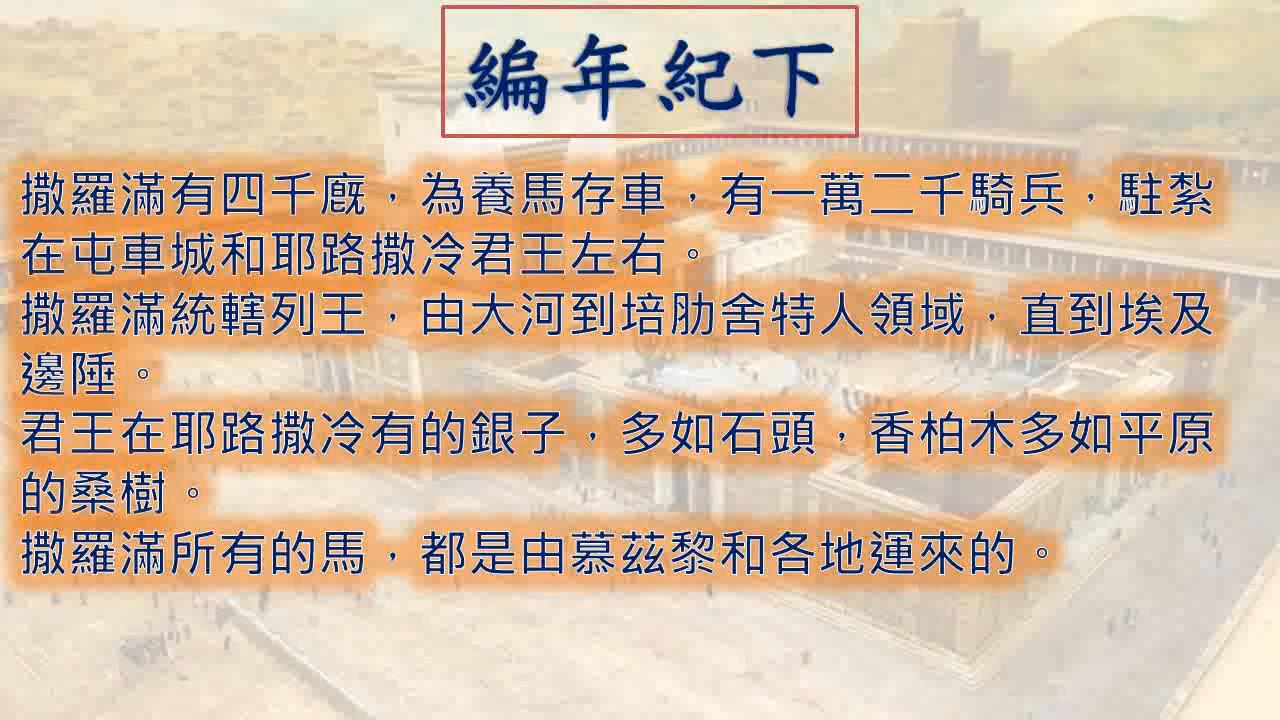 編年紀下
撒羅滿有四千廐，為養馬存車，有一萬二千騎兵，駐紮
在屯車城和耶路撒冷君王左右。
撒羅滿統轄列王，由大河到培肋舍特人領域，直到埃及
邊陲。
君王在耶路撒冷有的銀子，多如石頭，香柏木多如平原
的桑樹。
撒羅滿所有的馬，都是由慕茲黎和各地運來的。